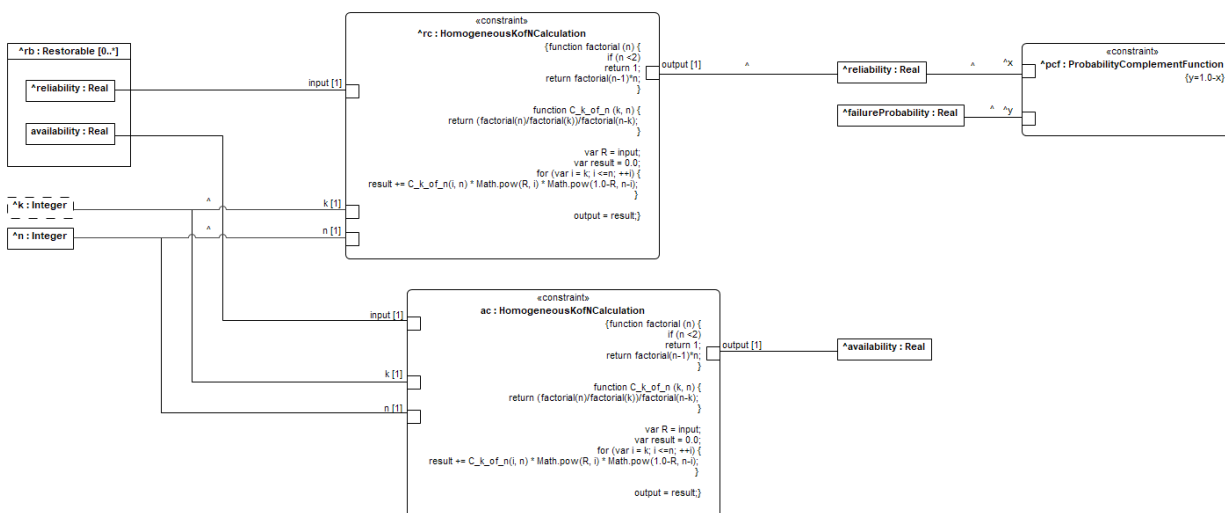 ^rb : Restorable [0..*]
^reliability : Real
availability : Real
^k : Integer
^n : Integer
^
^
«constraint»
^rc : HomogeneousKofNCalculation
{function factorial (n) {
if (n <2)
return 1;
return factorial(n-1)*n;
}
function C_k_of_n (k, n) {
return (factorial(n)/factorial(k))/factorial(n-k);
}
var R = input;
var result = 0.0;
for (var i = k; i <=n; ++i) {
result += C_k_of_n(i, n) * Math.pow(R, i) * Math.pow(1.0-R, n-i);
}
output = result;}
input [1]
k [1]
n [1]
output [1]
^
^reliability : Real
^
^x
^failureProbability : Real
^
^y
«constraint»
^pcf : ProbabilityComplementFunction
{y=1.0-x}
«constraint»
ac : HomogeneousKofNCalculation
{function factorial (n) {
if (n <2)
return 1;
return factorial(n-1)*n;
}
function C_k_of_n (k, n) {
return (factorial(n)/factorial(k))/factorial(n-k);
}
var R = input;
var result = 0.0;
for (var i = k; i <=n; ++i) {
result += C_k_of_n(i, n) * Math.pow(R, i) * Math.pow(1.0-R, n-i);
}
output = result;}
input [1]
k [1]
n [1]
output [1]
^availability : Real